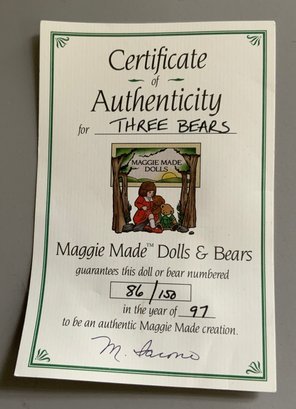 Certificate
of
Authenticity
for THREE BEARS
MAGGIE MADE
DOLLS
Maggie Made™ Dolls & Bears
guarantees this doll or bear numbered
86/150
in the year of 97
to be an authentic Maggie Made creation.
M. Iacono